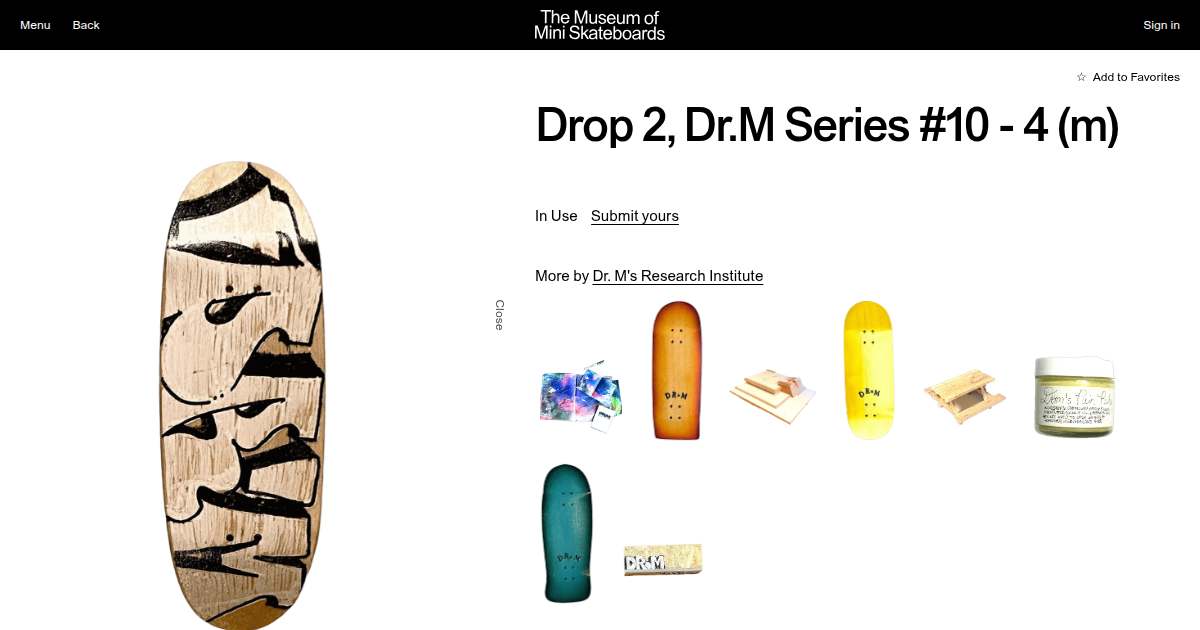 Menu
Back
The Museum of
Mini Skateboards
Sign in
☆ Add to Favorites
Drop 2, Dr.M Series #10 - 4 (m)
In Use Submit yours
Close
More by Dr. M's Research Institute
DR.M
DR.M
DR.M
DR.M